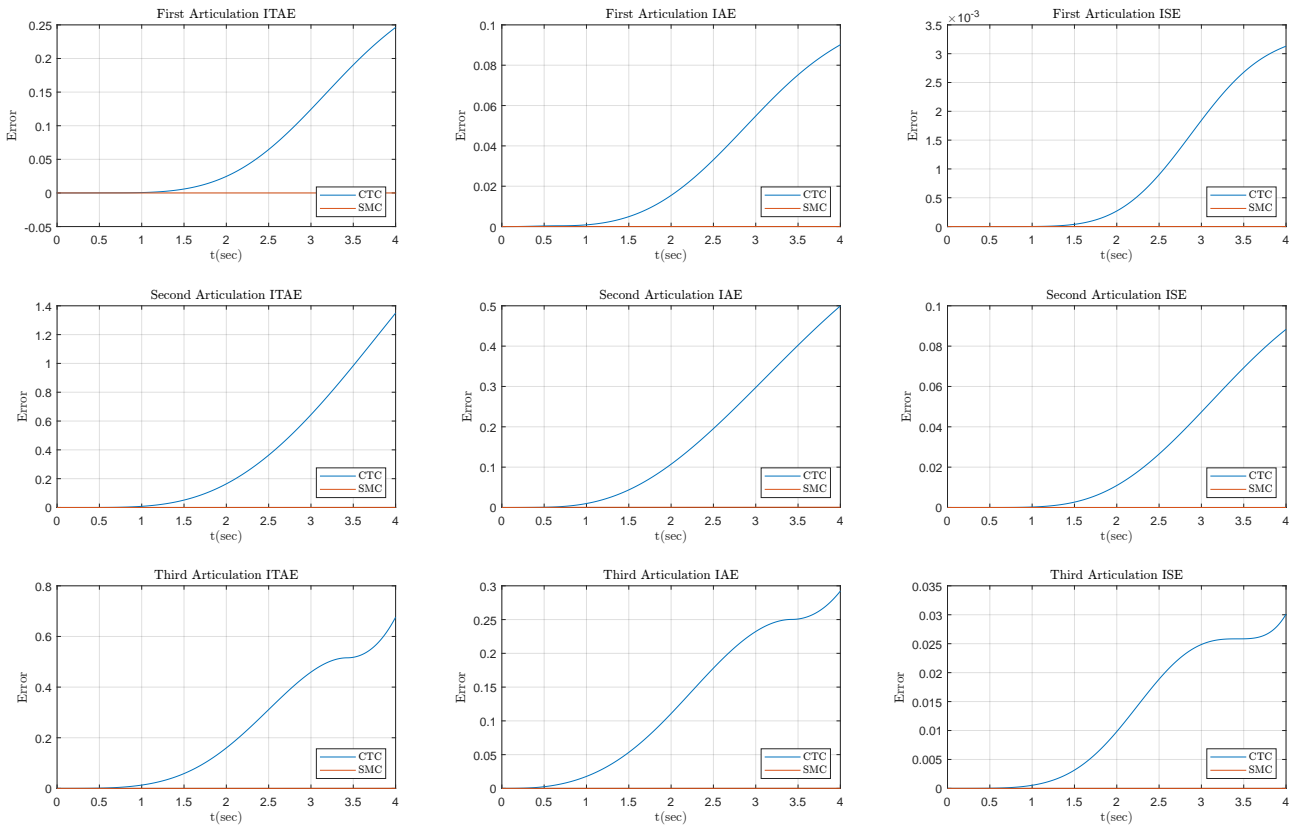 First Articulation ITAE
0.25
0.2
0.15
0.1
0.05
0
-0.05
Error
0 0.5 1 1.5 2 2.5 3 3.5 4
t(sec)
CTC
SMC
First Articulation IAE
0.1
0.08
0.06
0.04
0.02
0
Error
0 0.5 1 1.5 2 2.5 3 3.5 4
t(sec)
CTC
SMC
First Articulation ISE
×10⁻³
3.5
3
2.5
2
1.5
1
0.5
0
Error
0 0.5 1 1.5 2 2.5 3 3.5 4
t(sec)
CTC
SMC
Second Articulation ITAE
1.4
1.2
1
0.8
0.6
0.4
0.2
0
Error
0 0.5 1 1.5 2 2.5 3 3.5 4
t(sec)
CTC
SMC
Second Articulation IAE
0.5
0.4
0.3
0.2
0.1
0
Error
0 0.5 1 1.5 2 2.5 3 3.5 4
t(sec)
CTC
SMC
Second Articulation ISE
0.1
0.08
0.06
0.04
0.02
0
Error
0 0.5 1 1.5 2 2.5 3 3.5 4
t(sec)
CTC
SMC
Third Articulation ITAE
0.8
0.6
0.4
0.2
0
Error
0 0.5 1 1.5 2 2.5 3 3.5 4
t(sec)
CTC
SMC
Third Articulation IAE
0.3
0.25
0.2
0.15
0.1
0.05
0
Error
0 0.5 1 1.5 2 2.5 3 3.5 4
t(sec)
CTC
SMC
Third Articulation ISE
0.035
0.03
0.025
0.02
0.015
0.01
0.005
0
Error
0 0.5 1 1.5 2 2.5 3 3.5 4
t(sec)
CTC
SMC